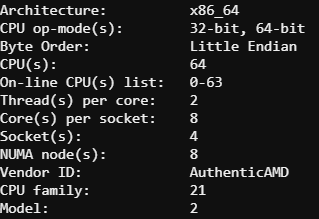 Architecture: x86_64
CPU op-mode(s): 32-bit, 64-bit
Byte Order: Little Endian
CPU(s): 64
On-line CPU(s) list: 0-63
Thread(s) per core: 2
Core(s) per socket: 8
Socket(s): 4
NUMA node(s): 8
Vendor ID: AuthenticAMD
CPU family: 21
Model: 2